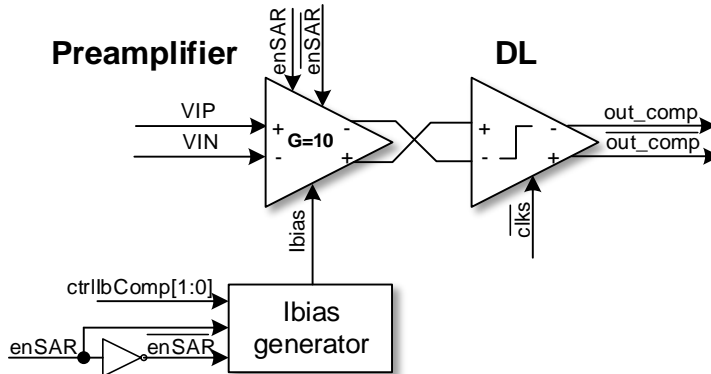 Preamplifier
DL
enSAR
enSAR
VIP
VIN
+
-
G=10
-
+
+
-
-
+
out_comp
out_comp
Ibias
clks
ctrlIbComp[1:0]
enSAR
enSAR
Ibias
generator